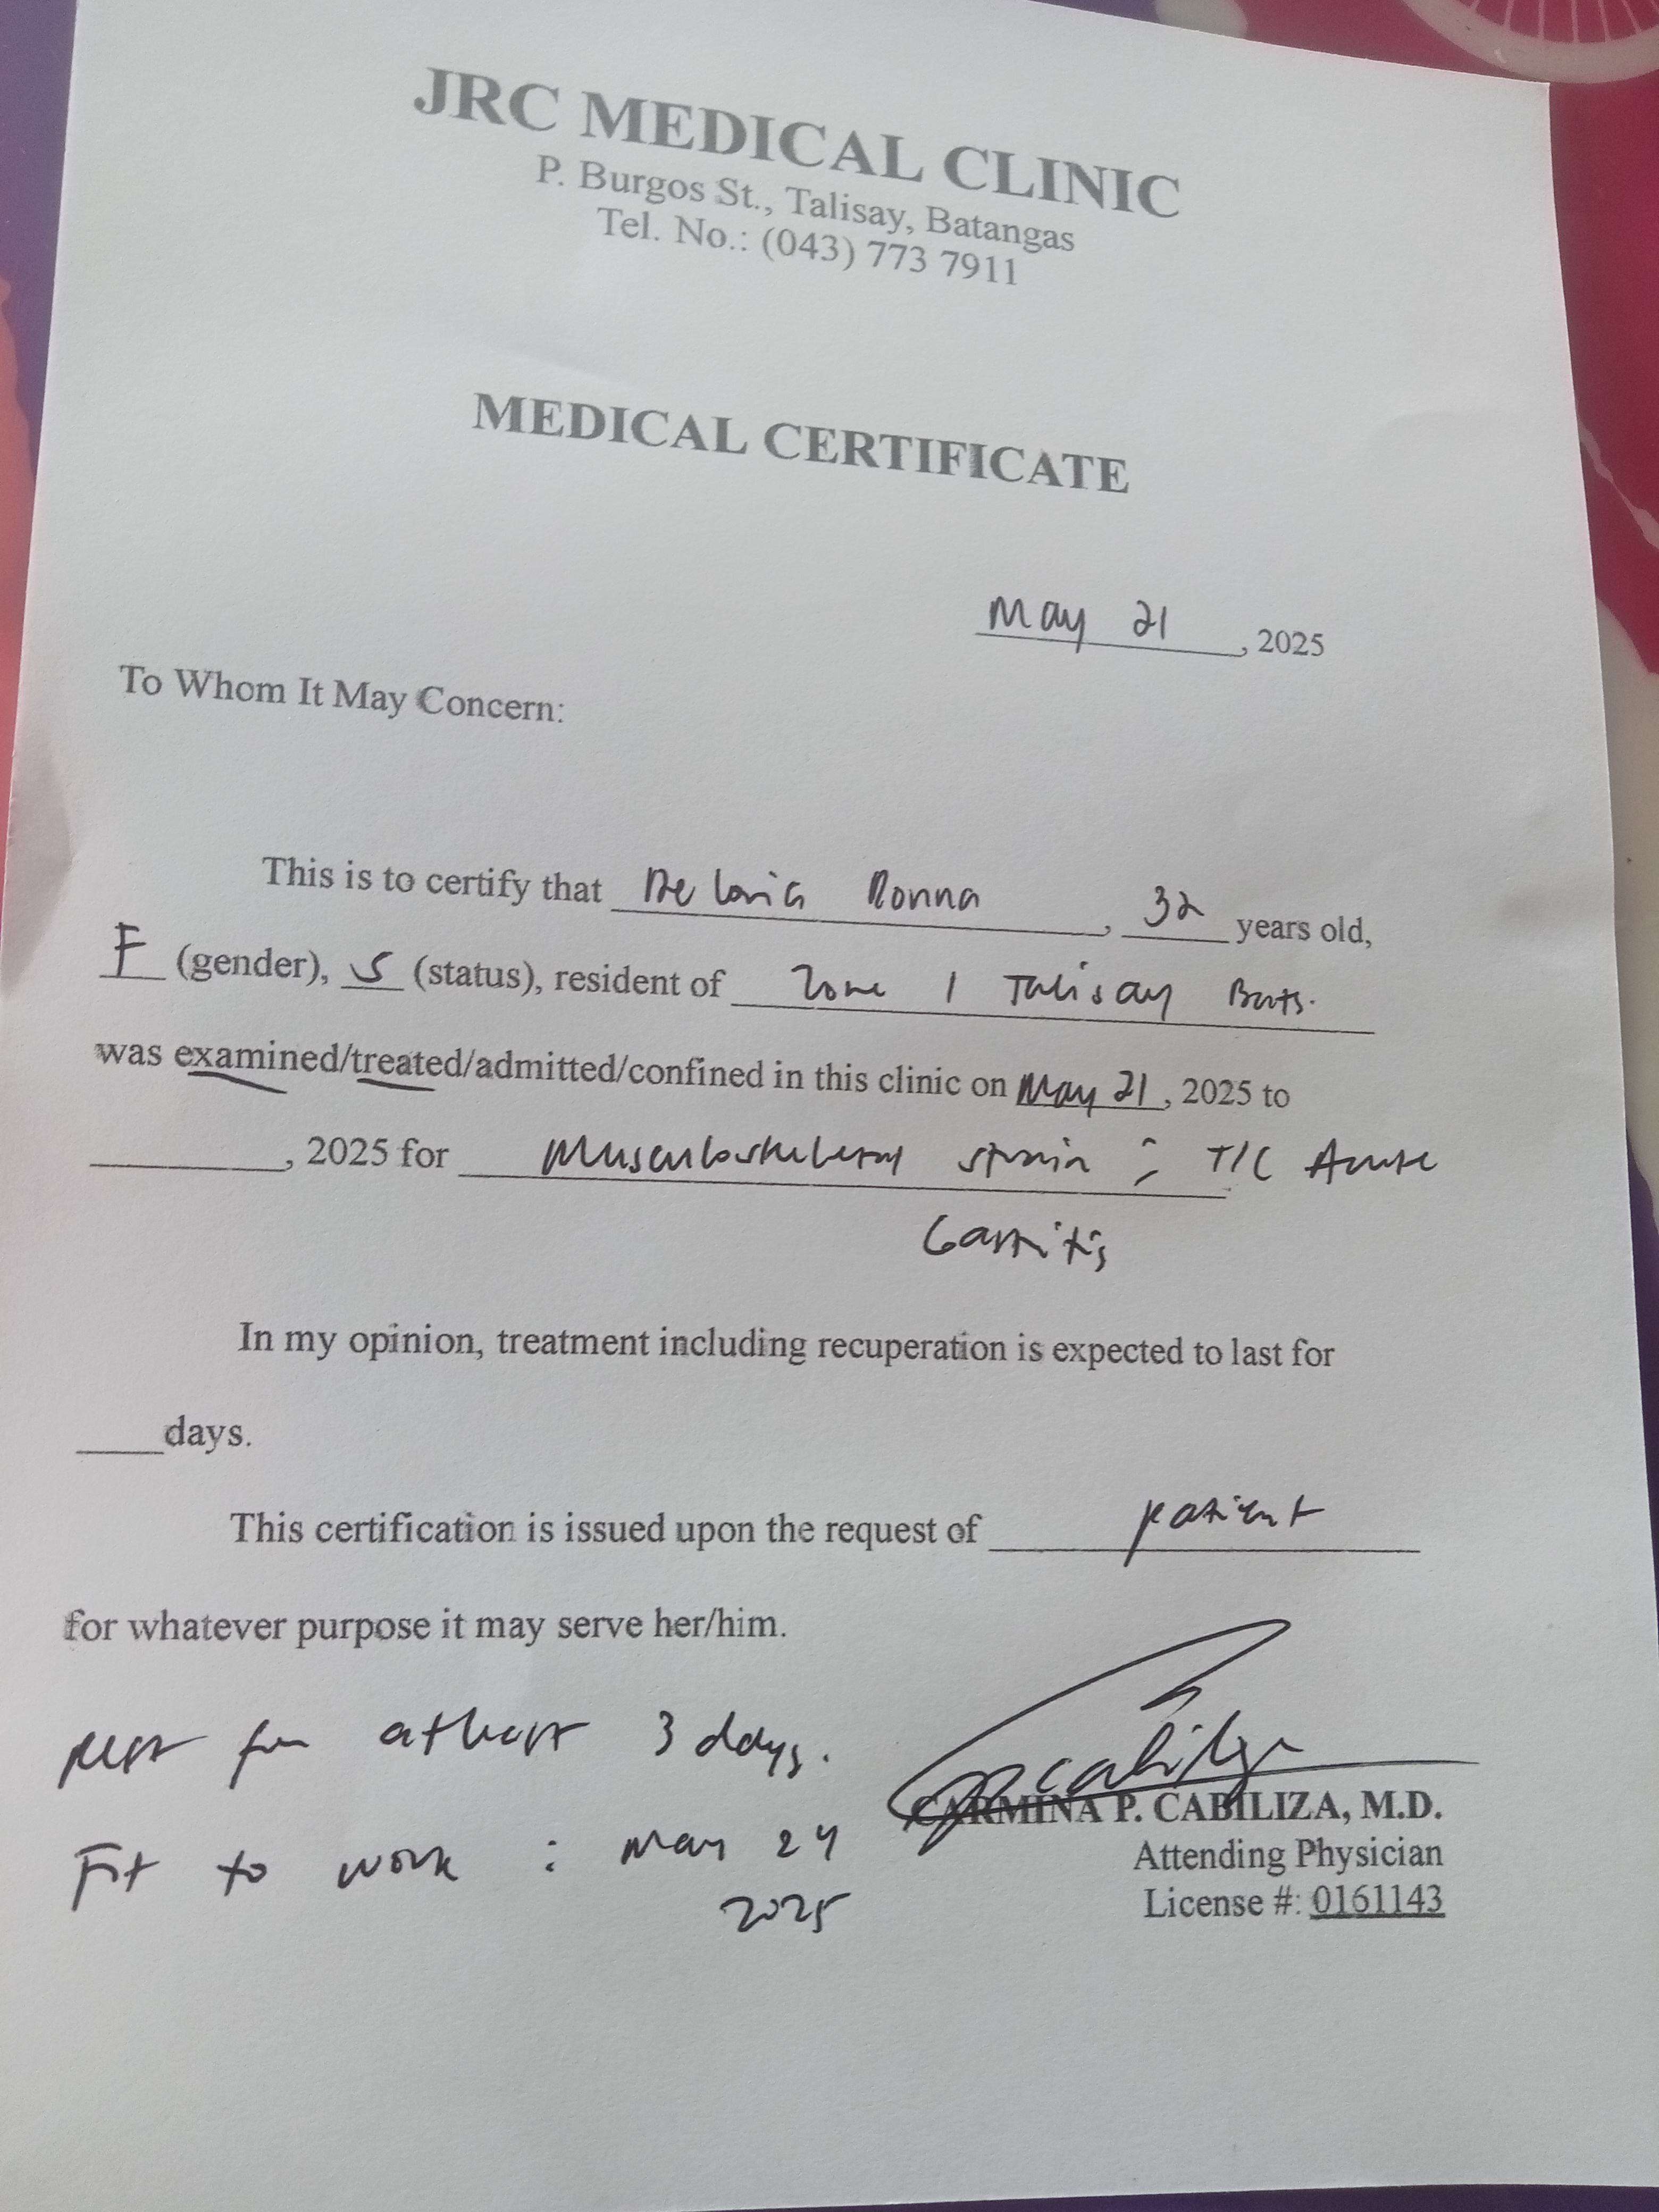 JRC MEDICAL CLINIC
P. Burgos St., Talisay, Batangas
Tel. No.: (043) 773 7911
MEDICAL CERTIFICATE
May 21, 2025
To Whom It May Concern:
This is to certify that De Loria Ronna, 32 years old,
F (gender), S (status), resident of Zone 1 Talisay Bats.
was examined/treated/admitted/confined in this clinic on May 21, 2025 to
, 2025 for Musculoskeletal strain ; T/C Acute
Gastritis
In my opinion, treatment including recuperation is expected to last for
days.
This certification is issued upon the request of patient
for whatever purpose it may serve her/him.
Rest for atleast 3 days.
Fit to work : May 24
2025
CARMINA P. CABILIZA, M.D.
Attending Physician
License #: 0161143